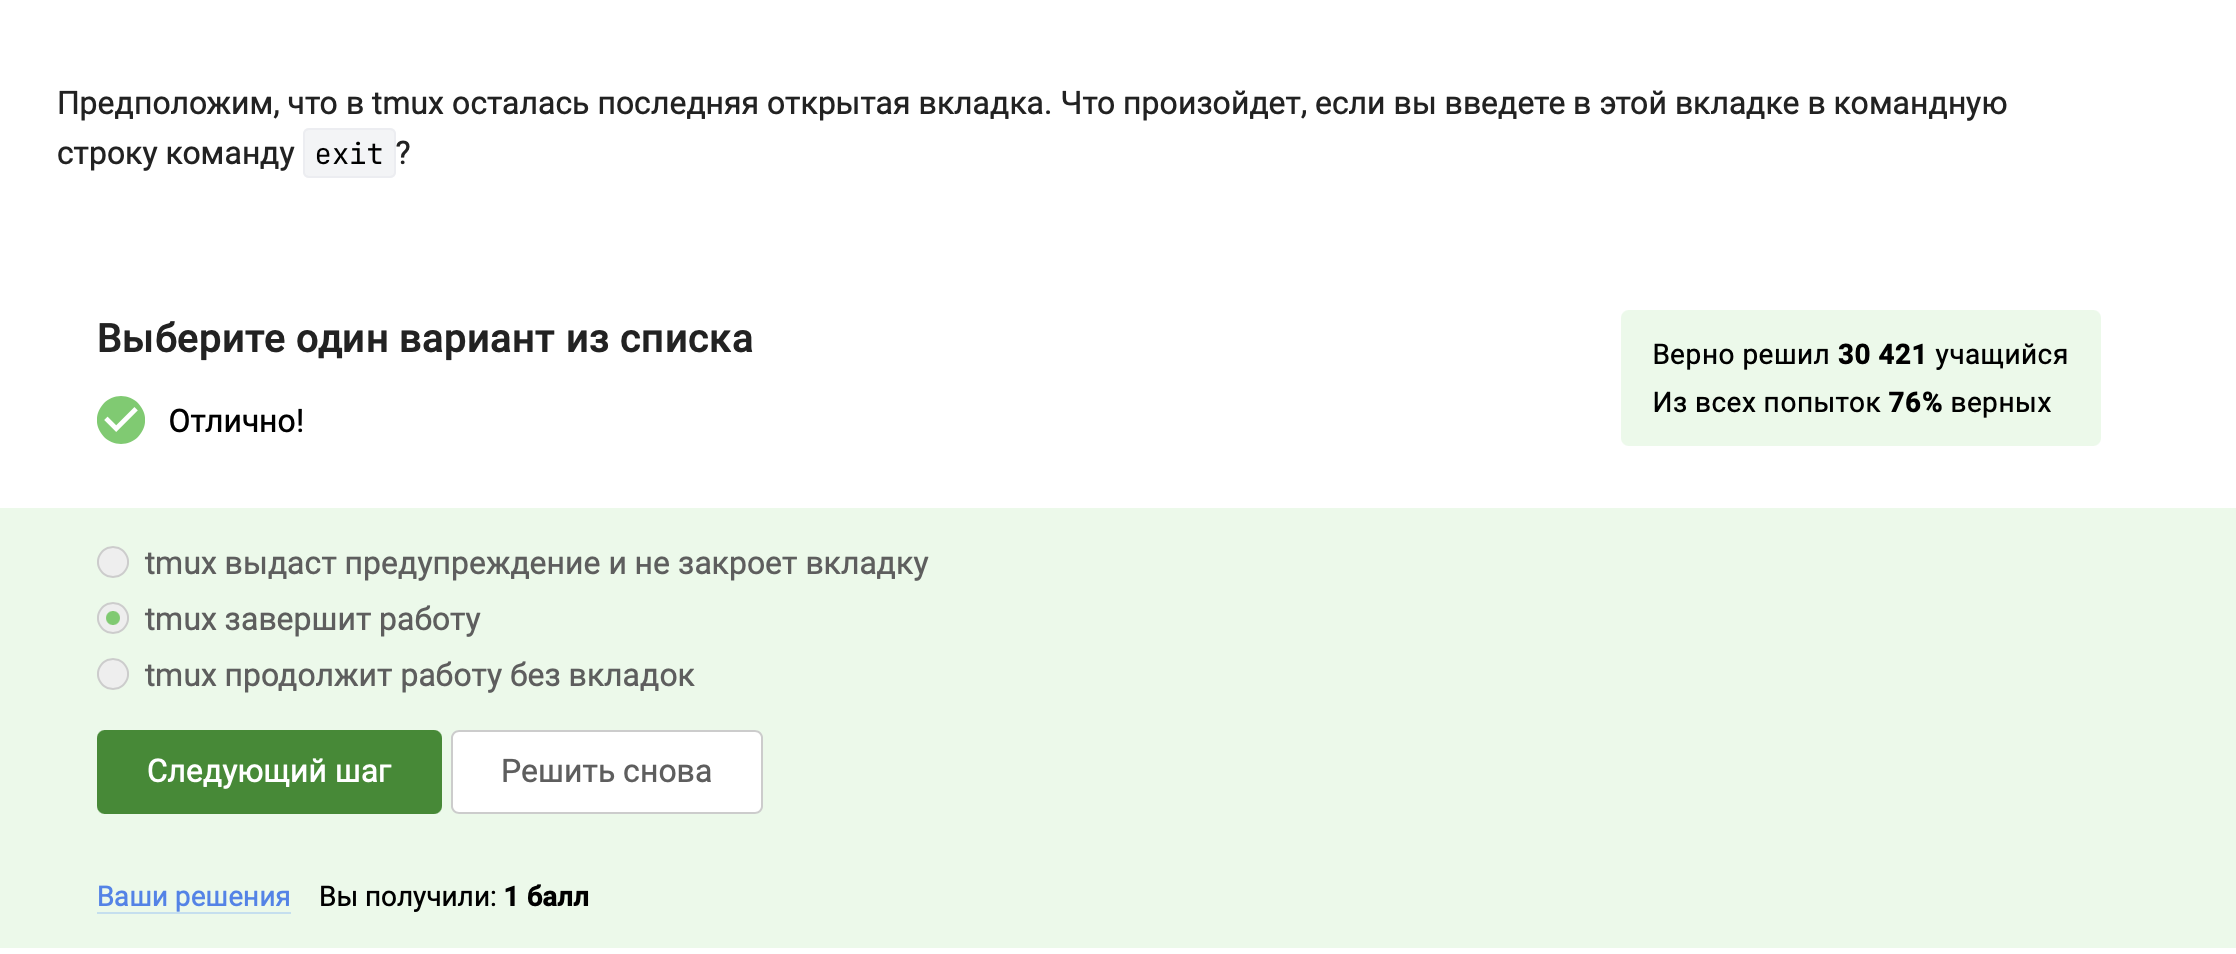 Предположим, что в tmux осталась последняя открытая вкладка. Что произойдет, если вы введете в этой вкладке в командную
строку команду exit?
Выберите один вариант из списка
Отлично!
Верно решил 30 421 учащийся
Из всех попыток 76% верных
tmux выдаст предупреждение и не закроет вкладку
tmux завершит работу
tmux продолжит работу без вкладок
Следующий шаг
Решить снова
Ваши решения Вы получили: 1 балл